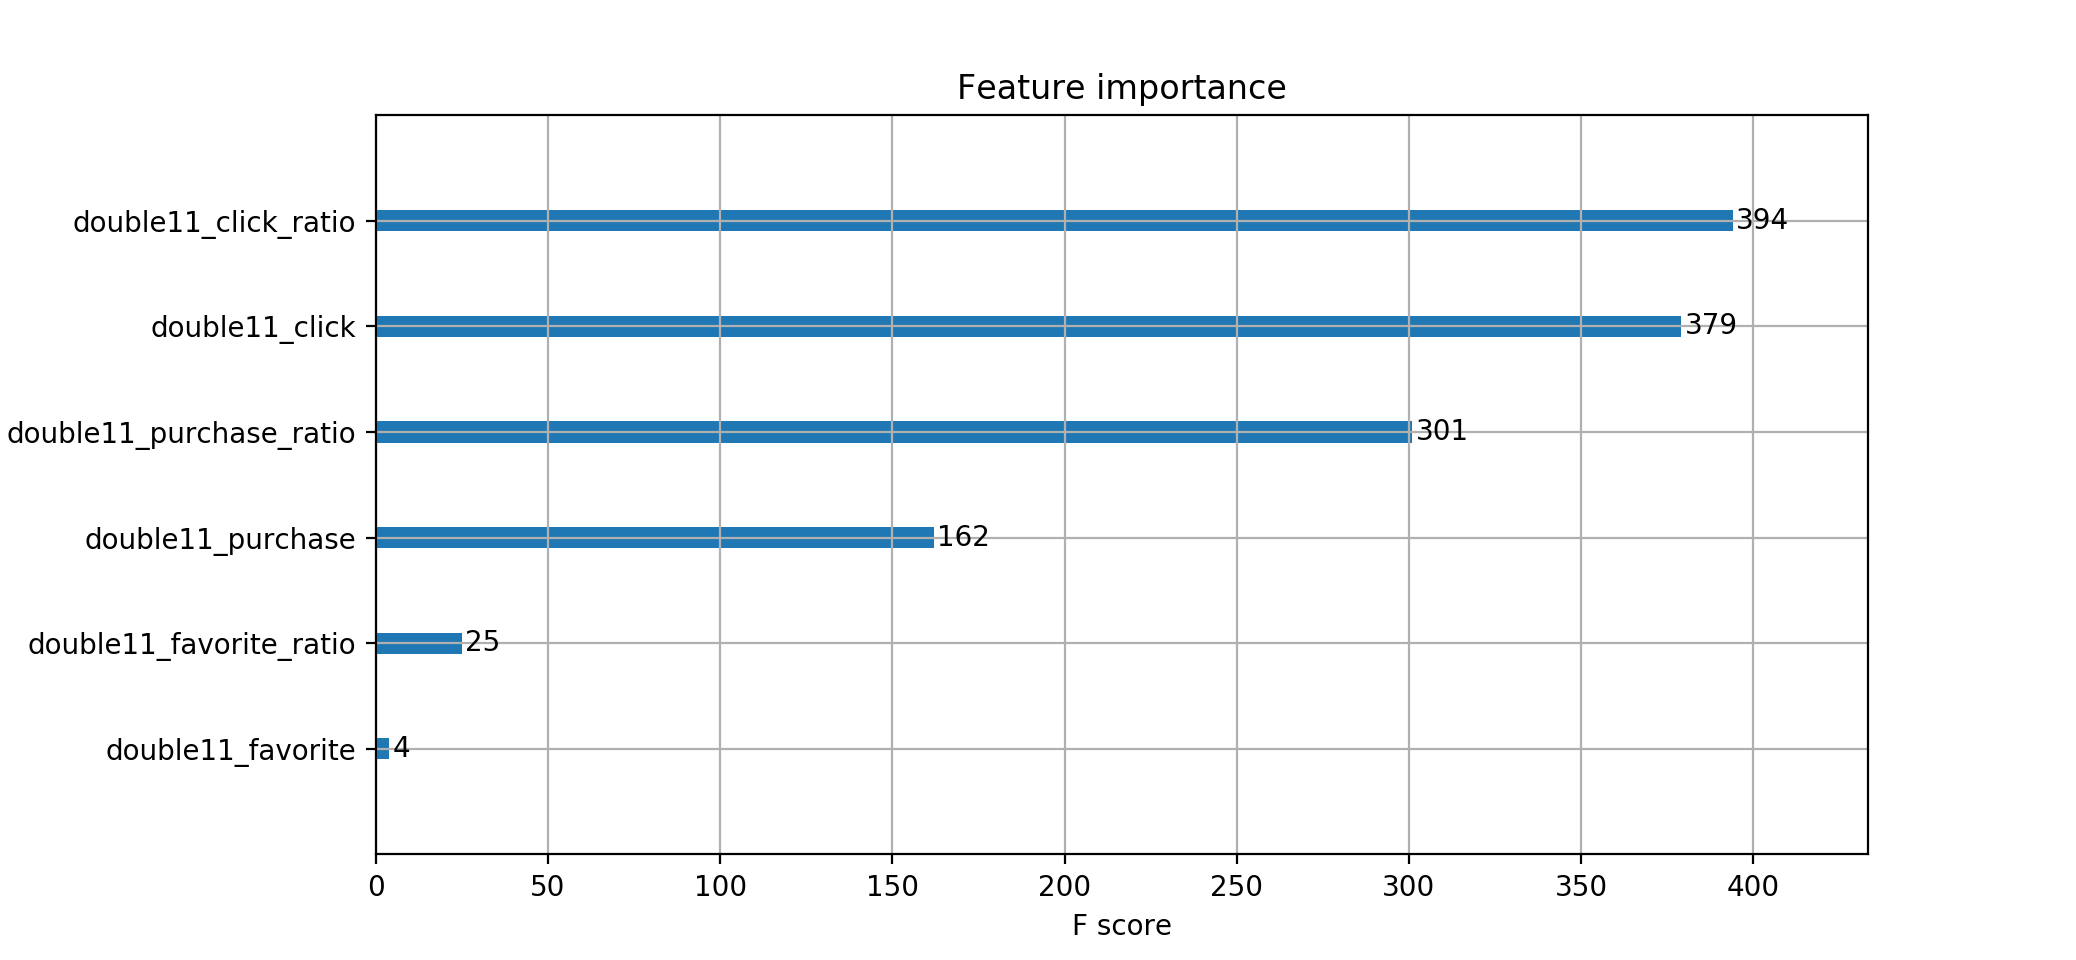 Feature importance
double11_click_ratio 394
double11_click 379
double11_purchase_ratio 301
double11_purchase 162
double11_favorite_ratio 25
double11_favorite 4
0 50 100 150 200 250 300 350 400
F score